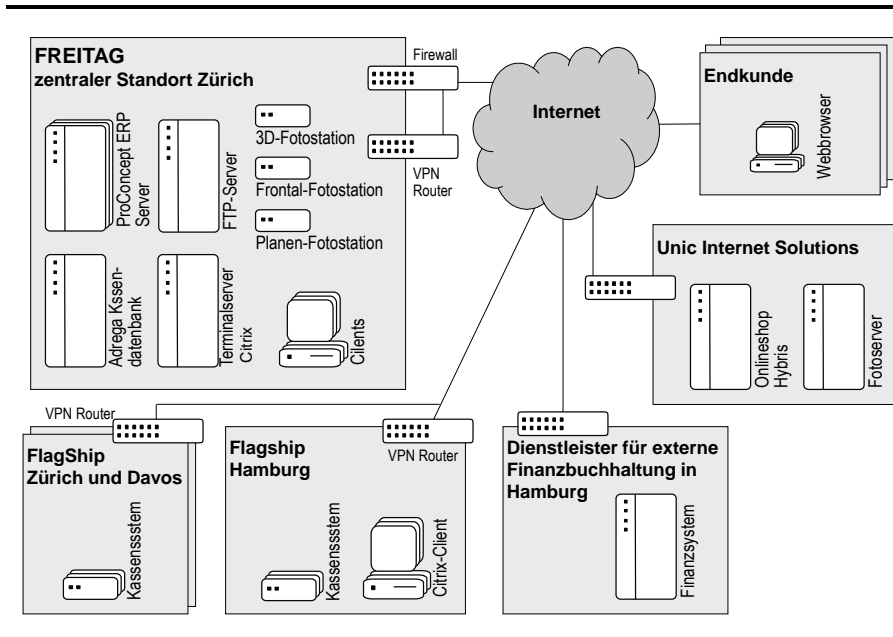 FREITAG
zentraler Standort Zürich
Firewall
Internet
Endkunde
Webbrowser
ProConcept ERP
Server
FTP-Server
3D-Fotostation
Frontal-Fotostation
Planen-Fotostation
VPN
Router
Adrega Kssen-
datenbank
Terminalserver
Citrix
Cilents
Unic Internet Solutions
Onlineshop
Hybris
Fotoserver
VPN Router
FlagShip
Zürich und Davos
Kassenssstem
Flagship
Hamburg
VPN Router
Kassenssstem
Citrix-Client
Dienstleister für externe
Finanzbuchhaltung in
Hamburg
Finanzsystem